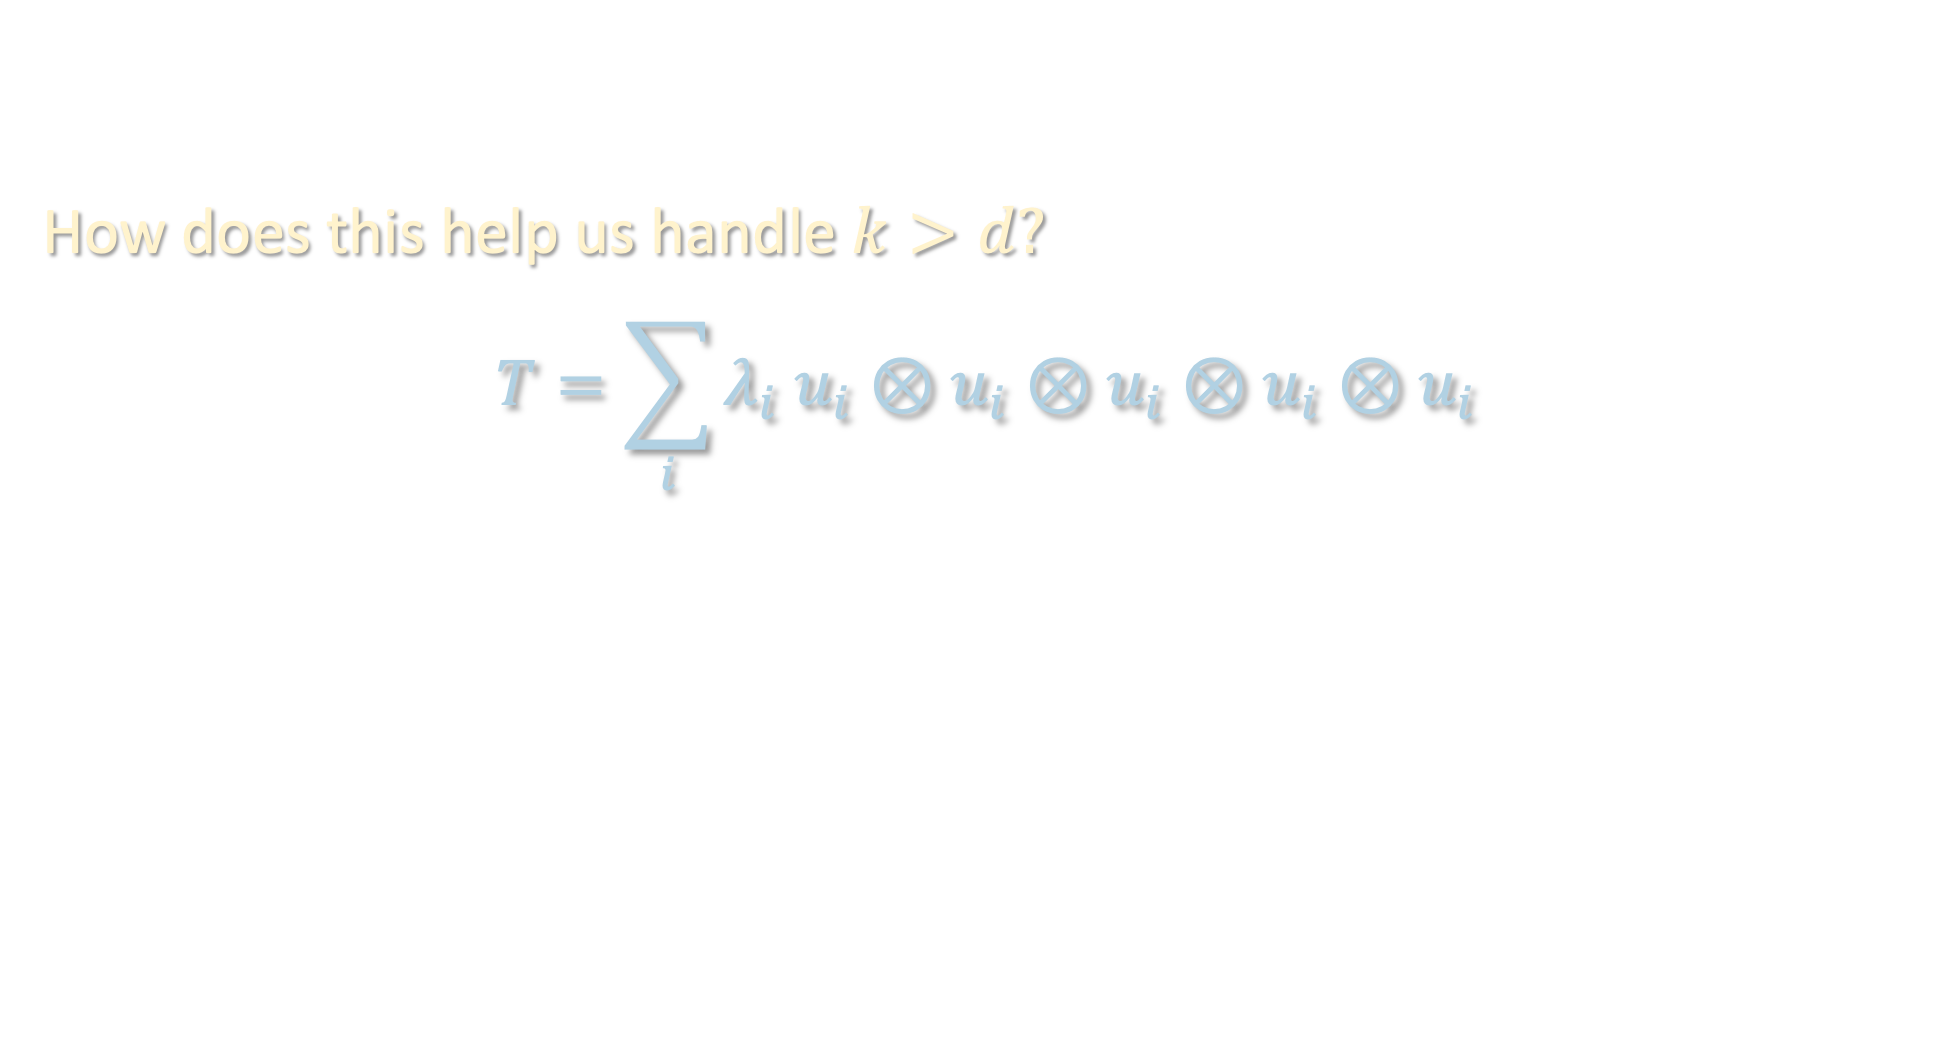 How does this help us handle k > d?
T = ∑ᵢ λᵢ uᵢ ⊗ uᵢ ⊗ uᵢ ⊗ uᵢ ⊗ uᵢ